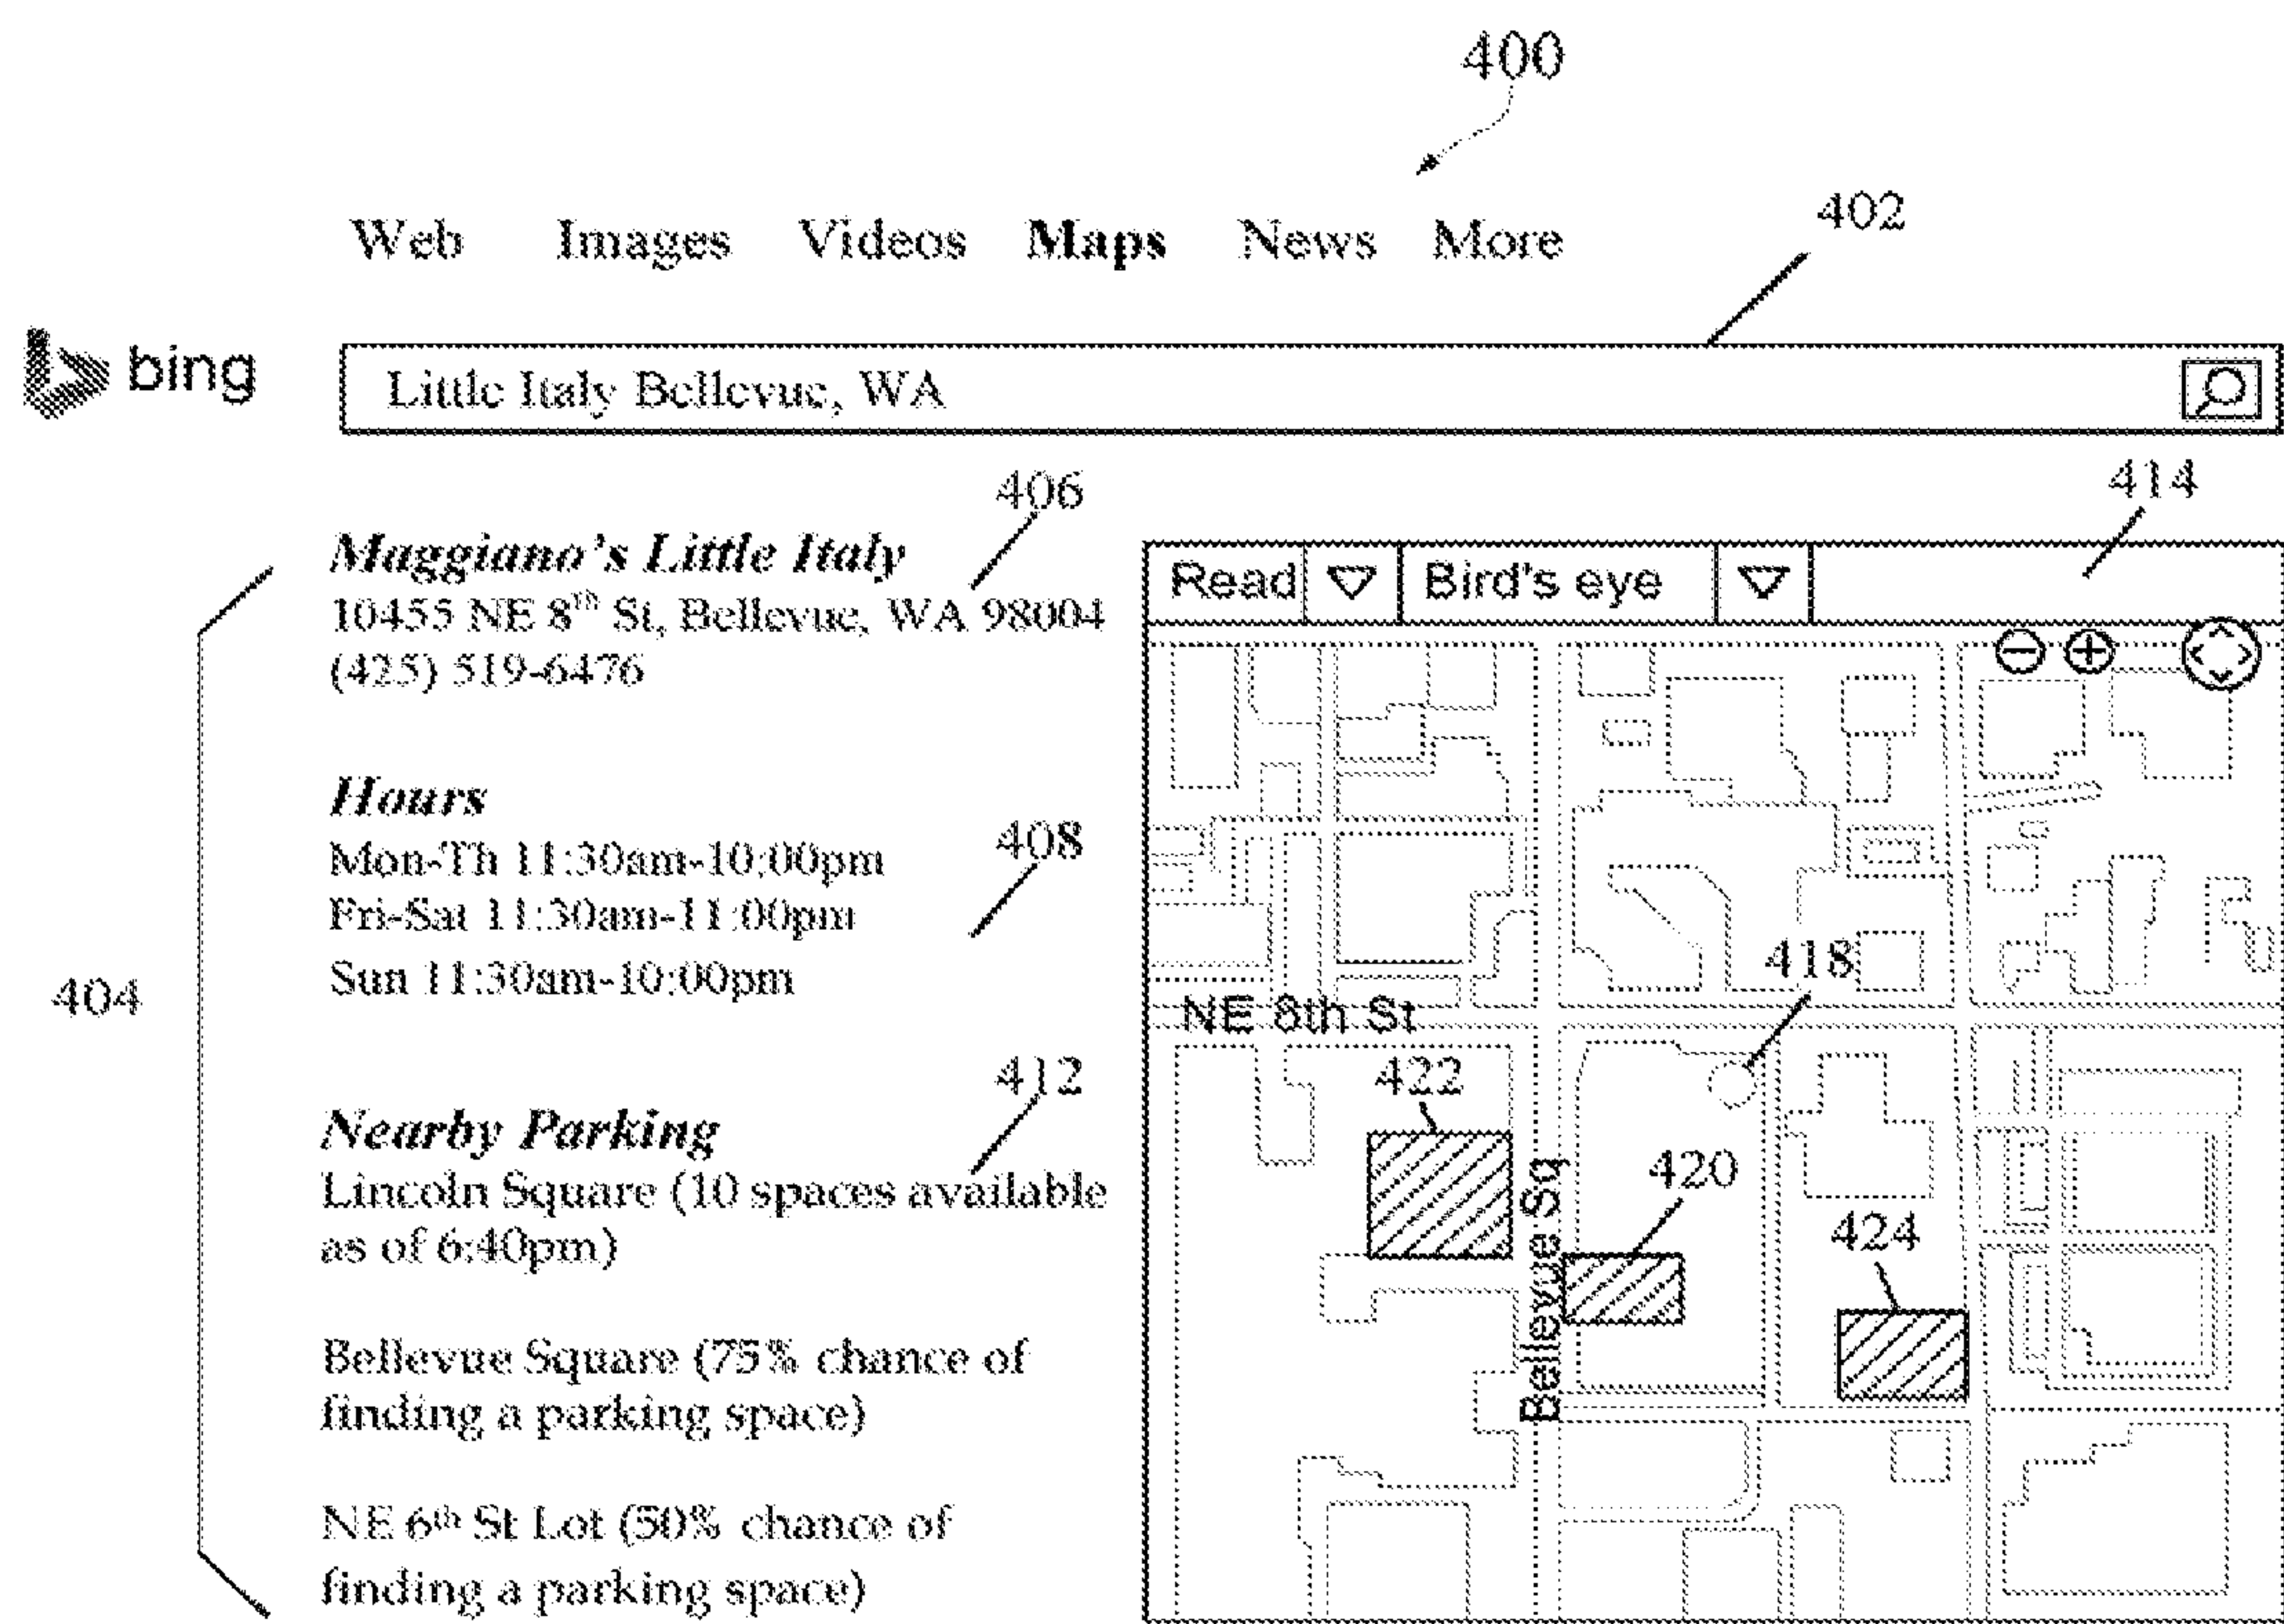 400
Web Images Videos Maps News More
402
bing
Little Italy Bellevue, WA
406
414
Maggiano's Little Italy
10455 NE 8th St, Bellevue, WA 98004
(425) 519-6476
Read Bird's eye
Hours
Mon-Th 11:30am-10:00pm
408
Fri-Sat 11:30am-11:00pm
Sun 11:30am-10:00pm
404
418
NE 8th St
412
422
Nearby Parking
Lincoln Square (10 spaces available
as of 6:40pm)
420
Bellevue Sq
424
Bellevue Square (75% chance of
finding a parking space)
NE 6th St Lot (50% chance of
finding a parking space)